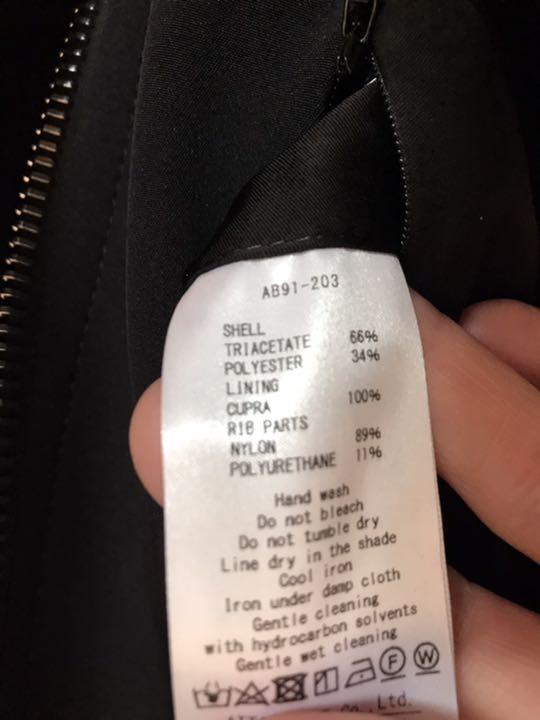 AB91-203
SHELL
TRIACETATE 66%
POLYESTER 34%
LINING
CUPRA 100%
RIB PARTS
NYLON 89%
POLYURETHANE 11%
Hand wash
Do not bleach
Do not tumble dry
Line dry in the shade
Cool iron
Iron under damp cloth
Gentle cleaning
with hydrocarbon solvents
Gentle wet cleaning
F W
Co.,Ltd.